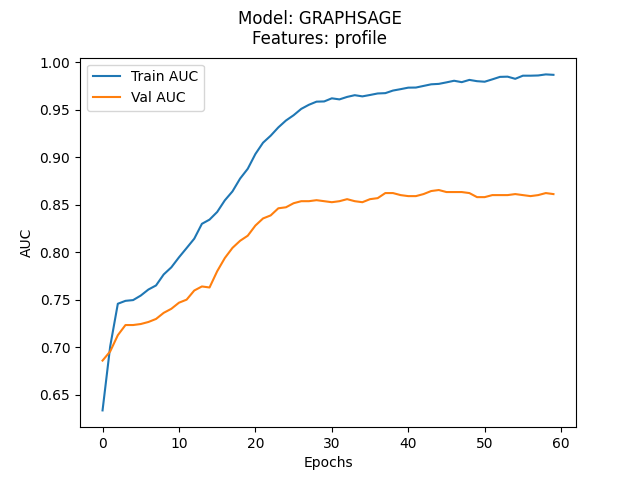 Model: GRAPHSAGE
Features: profile
Train AUC
Val AUC
1.00
0.95
0.90
0.85
0.80
0.75
0.70
0.65
AUC
0 10 20 30 40 50 60
Epochs